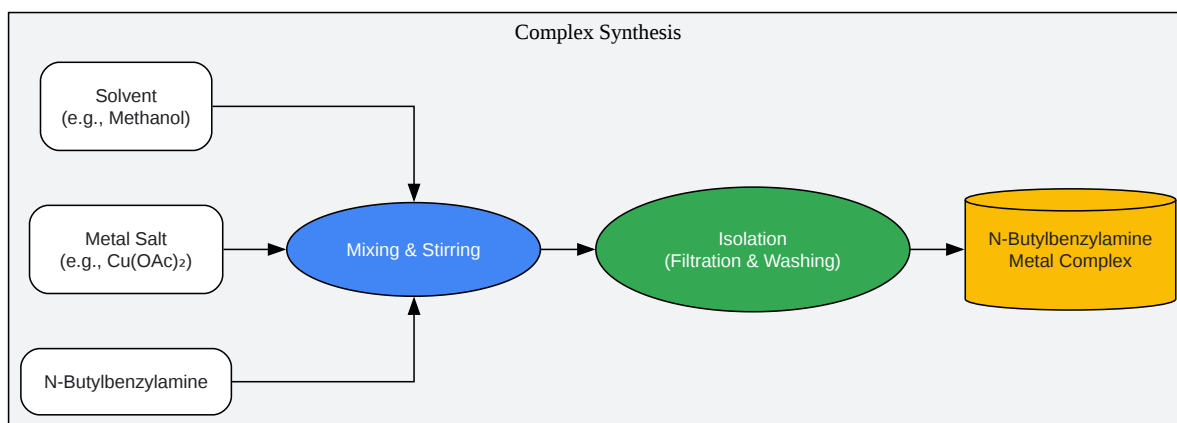 Complex Synthesis
Solvent
(e.g., Methanol)
Metal Salt
(e.g., Cu(OAc)₂)
N-Butylbenzylamine
Mixing & Stirring
Isolation
(Filtration & Washing)
N-Butylbenzylamine
Metal Complex